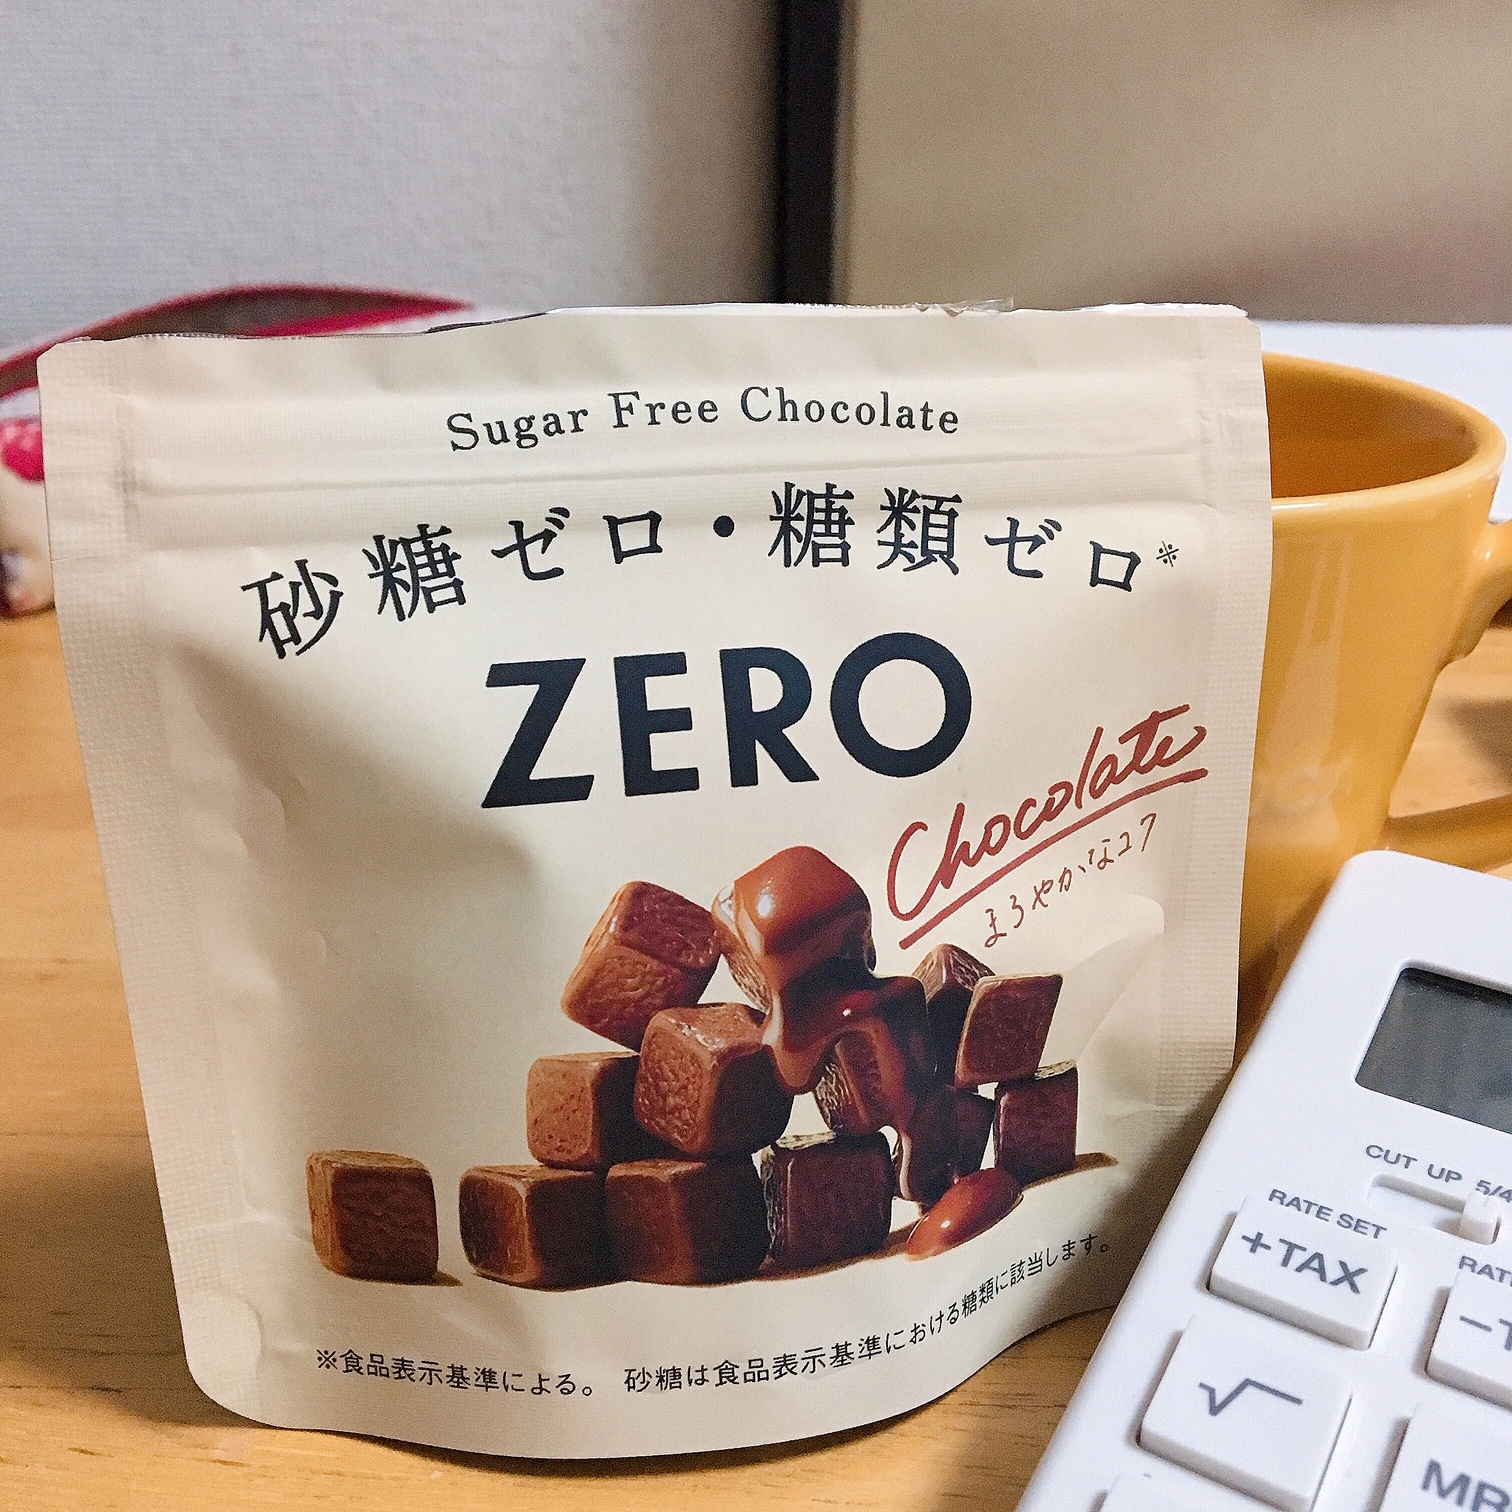 Sugar Free Chocolate
砂糖ゼロ・糖類ゼロ※
ZERO
Chocolate
まろやかなコク
※食品表示基準による。 砂糖は食品表示基準における糖類に該当します。
CUT UP 5/4
RATE SET
+TAX
√